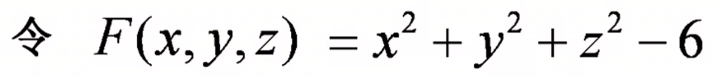 令 F(x, y, z) = x² + y² + z² − 6